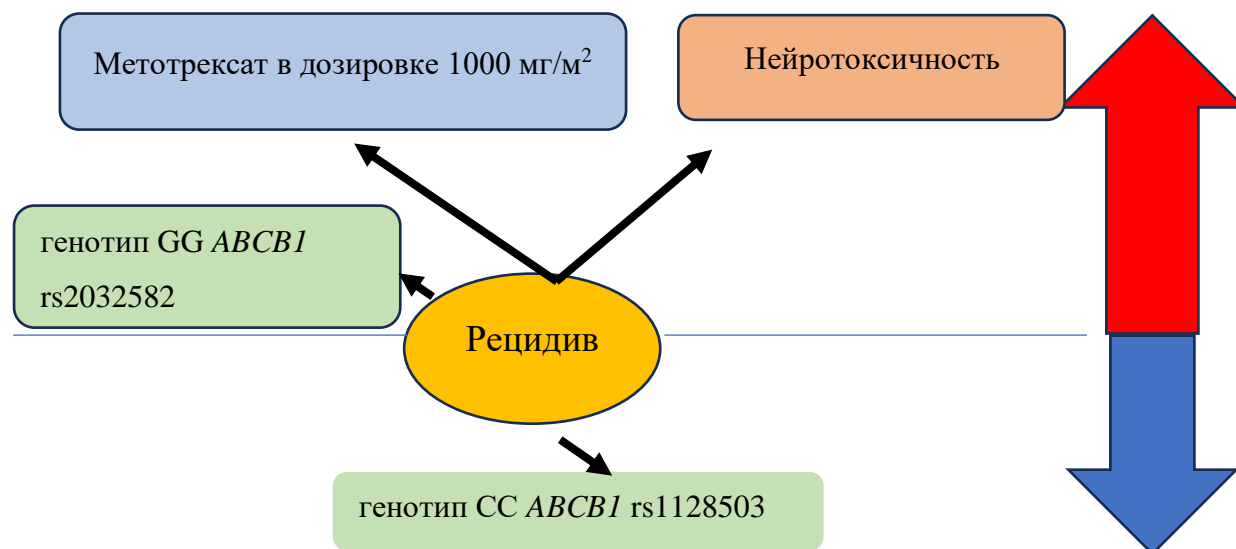 Метотрексат в дозировке 1000 мг/м²
Нейротоксичность
генотип GG ABCB1
rs2032582
Рецидив
генотип CC ABCB1 rs1128503